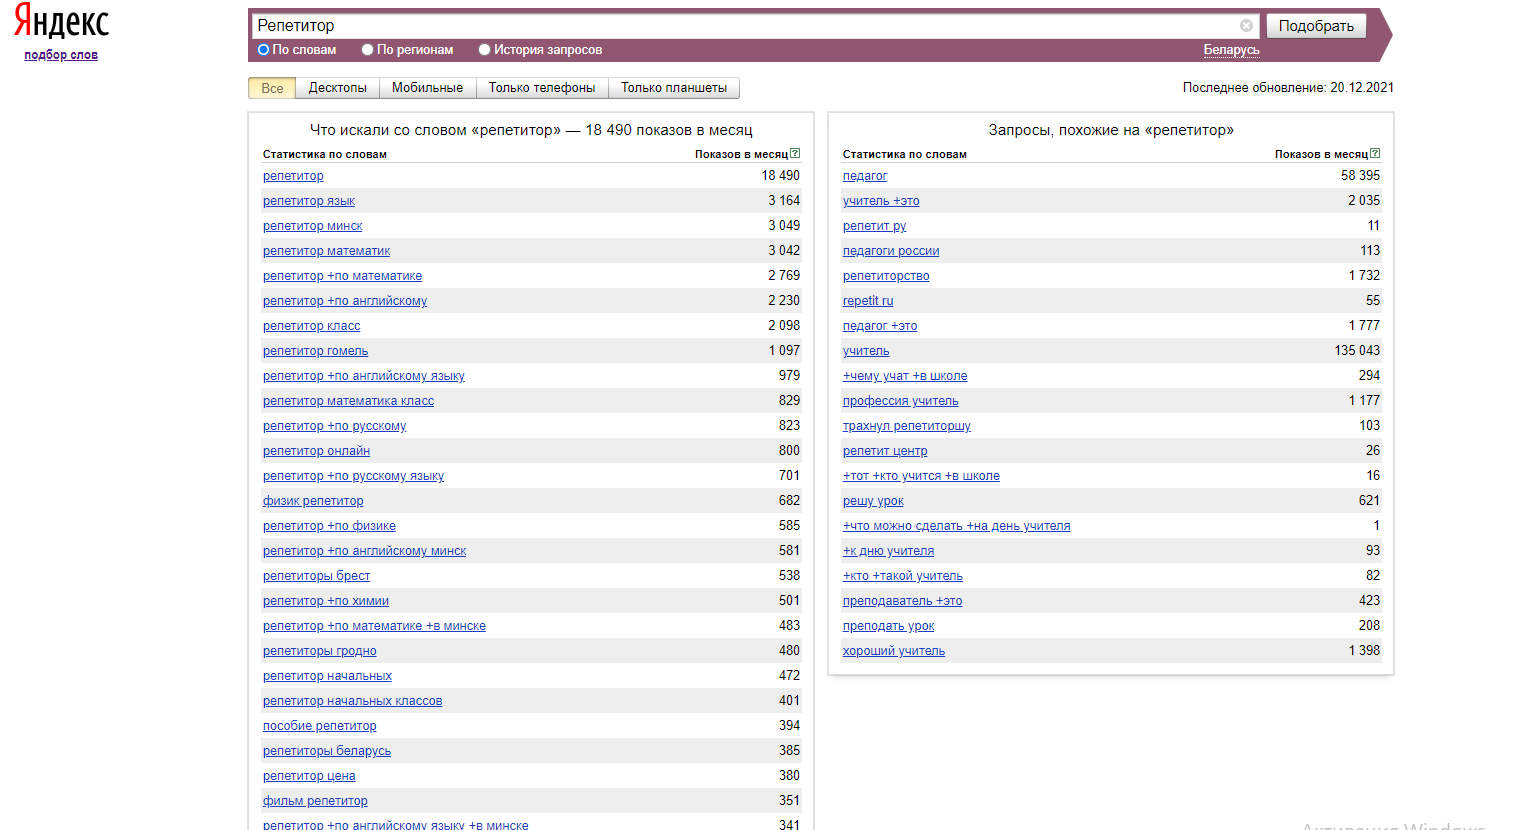 Яндекс
подбор слов
Репетитор
Подобрать
По словам По регионам История запросов Беларусь
Все Десктопы Мобильные Только телефоны Только планшеты
Последнее обновление: 20.12.2021
Что искали со словом «репетитор» — 18 490 показов в месяц
Статистика по словам Показов в месяц ?
репетитор 18 490
репетитор язык 3 164
репетитор минск 3 049
репетитор математик 3 042
репетитор +по математике 2 769
репетитор +по английскому 2 230
репетитор класс 2 098
репетитор гомель 1 097
репетитор +по английскому языку 979
репетитор математика класс 829
репетитор +по русскому 823
репетитор онлайн 800
репетитор +по русскому языку 701
физик репетитор 682
репетитор +по физике 585
репетитор +по английскому минск 581
репетиторы брест 538
репетитор +по химии 501
репетитор +по математике +в минске 483
репетиторы гродно 480
репетитор начальных 472
репетитор начальных классов 401
пособие репетитор 394
репетиторы беларусь 385
репетитор цена 380
фильм репетитор 351
репетитор +по английскому языку +в минске 341
Запросы, похожие на «репетитор»
Статистика по словам Показов в месяц ?
педагог 58 395
учитель +это 2 035
репетит ру 11
педагоги россии 113
репетиторство 1 732
repetit ru 55
педагог +это 1 777
учитель 135 043
+чему учат +в школе 294
профессия учитель 1 177
трахнул репетиторшу 103
репетит центр 26
+тот +кто учится +в школе 16
решу урок 621
+что можно сделать +на день учителя 1
+к дню учителя 93
+кто +такой учитель 82
преподаватель +это 423
преподать урок 208
хороший учитель 1 398
Активация Windows